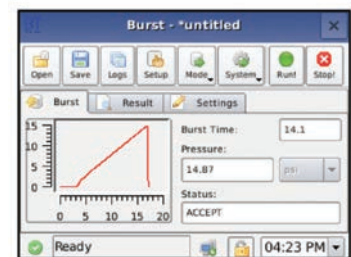 Burst - *untitled
Open Save Logs Setup Mode System Run! Stop!
Burst Result Settings
15
10
5
0
0 5 10 15 20
Burst Time: 14.1
Pressure:
14.87 psi
Status:
ACCEPT
Ready 04:23 PM